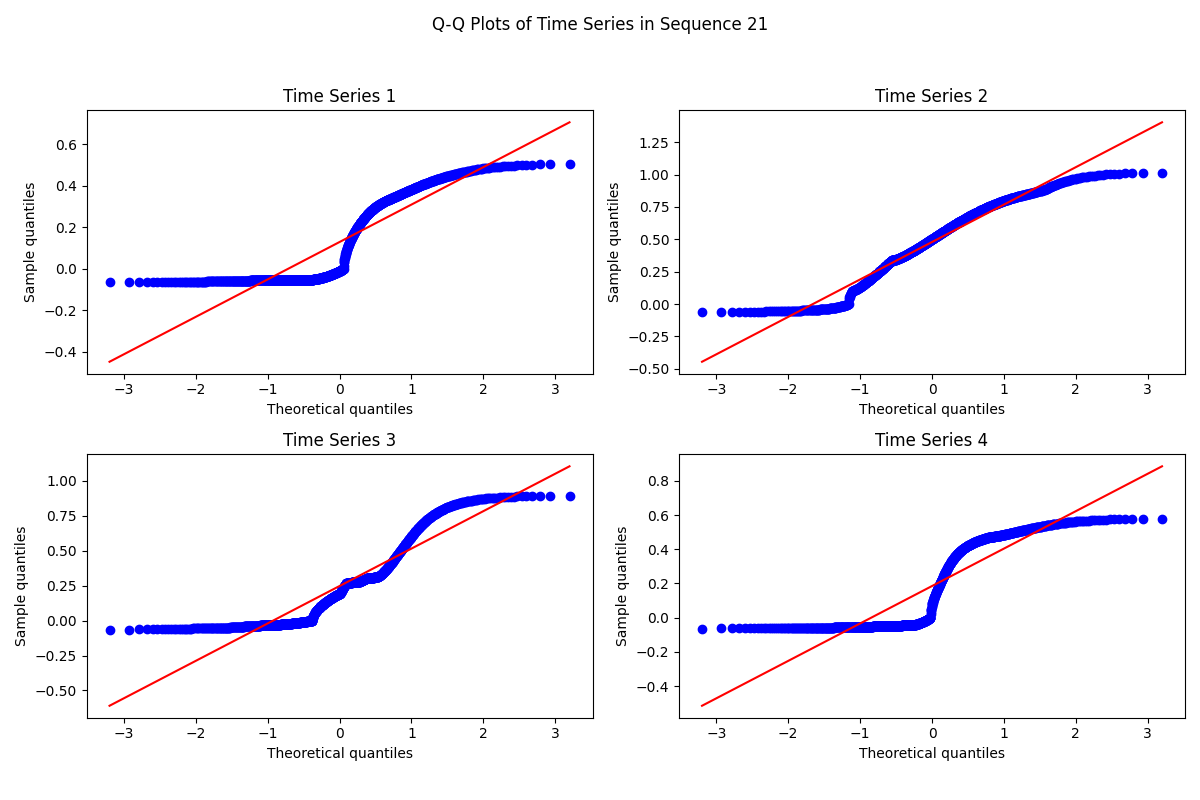 Q-Q Plots of Time Series in Sequence 21
Time Series 1
0.6
0.4
0.2
0.0
−0.2
−0.4
Sample quantiles
−3 −2 −1 0 1 2 3
Theoretical quantiles
Time Series 2
1.25
1.00
0.75
0.50
0.25
0.00
−0.25
−0.50
Sample quantiles
−3 −2 −1 0 1 2 3
Theoretical quantiles
Time Series 3
1.00
0.75
0.50
0.25
0.00
−0.25
−0.50
Sample quantiles
−3 −2 −1 0 1 2 3
Theoretical quantiles
Time Series 4
0.8
0.6
0.4
0.2
0.0
−0.2
−0.4
Sample quantiles
−3 −2 −1 0 1 2 3
Theoretical quantiles